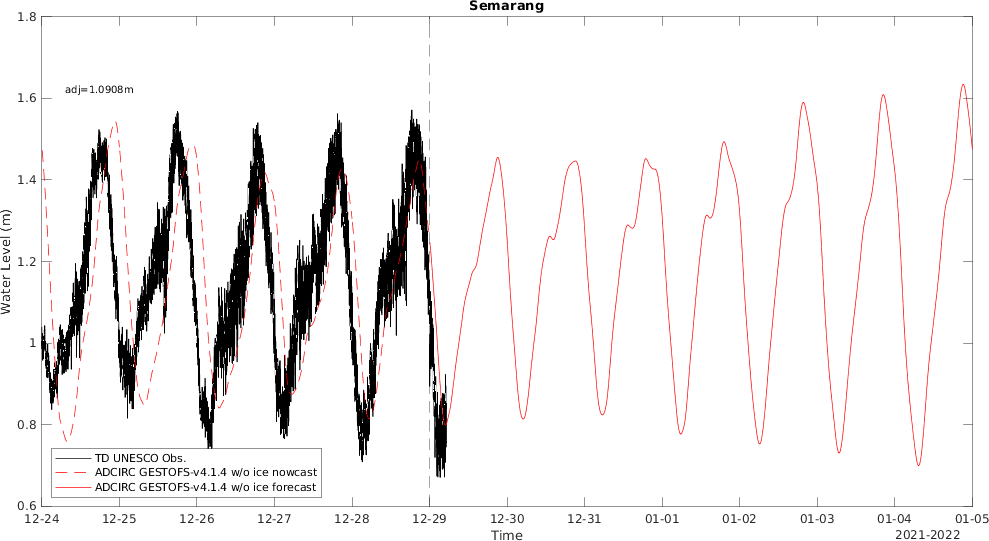 Semarang
1.8
1.6
1.4
1.2
1
0.8
0.6
Water Level (m)
adj=1.0908m
TD UNESCO Obs.
ADCIRC GESTOFS-v4.1.4 w/o ice nowcast
ADCIRC GESTOFS-v4.1.4 w/o ice forecast
12-24 12-25 12-26 12-27 12-28 12-29 12-30 12-31 01-01 01-02 01-03 01-04 01-05
Time
2021-2022